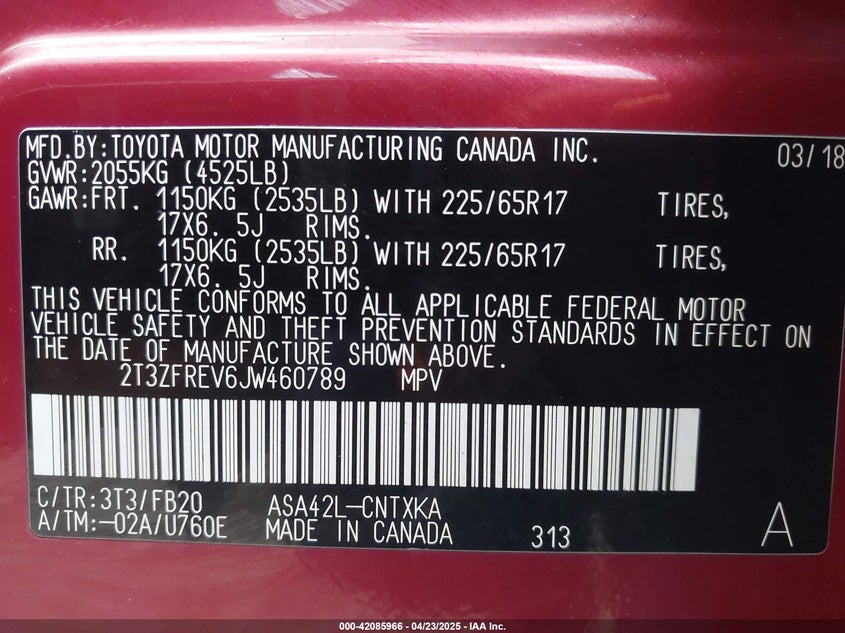 MFD.BY:TOYOTA MOTOR MANUFACTURING CANADA INC. 03/18
GVWR:2055KG (4525LB)
GAWR:FRT. 1150KG (2535LB) WITH 225/65R17 TIRES,
17X6. 5J RIMS.
RR. 1150KG (2535LB) WITH 225/65R17 TIRES,
17X6. 5J RIMS.
THIS VEHICLE CONFORMS TO ALL APPLICABLE FEDERAL MOTOR
VEHICLE SAFETY AND THEFT PREVENTION STANDARDS IN EFFECT ON
THE DATE OF MANUFACTURE SHOWN ABOVE.
2T3ZFREV6JW460789 MPV
C/TR:3T3/FB20 ASA42L-CNTXKA
A/TM:-02A/U760E MADE IN CANADA 313 A
000-42085966 | 04/23/2025 - IAA Inc.